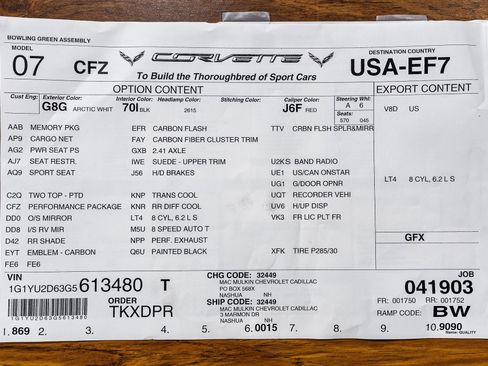 BOWLING GREEN ASSEMBLY
MODEL
07 CFZ
CORVETTE
To Build the Thoroughbred of Sport Cars
DESTINATION COUNTRY
USA-EF7
OPTION CONTENT
EXPORT CONTENT
Cust Eng: Exterior Color: Interior Color: Headlamp Color: Stitching Color: Caliper Color: Steering Whl:
G8G ARCTIC WHIT 70I BLK 2615 J6F RED A 6
Seats:
570 045
V8D US
AAB MEMORY PKG EFR CARBON FLASH TTV CRBN FLSH SPLR&MIRR
AP9 CARGO NET FAY CARBON FIBER CLUSTER TRIM
AG2 PWR SEAT PS GXB 2.41 AXLE
AJ7 SEAT RESTR. IWE SUEDE - UPPER TRIM U2K S BAND RADIO
AQ9 SPORT SEAT J56 H/D BRAKES UE1 US/CAN ONSTAR
LT4 8 CYL, 6.2 L S
UG1 G/DOOR OPNR
C2Q TWO TOP - PTD KNP TRANS COOL UQT RECORDER VEHI
CFZ PERFORMANCE PACKAGE KNR RR DIFF COOL UV6 H/UP DISP
DD0 O/S MIRROR LT4 8 CYL, 6.2 L S VK3 FR LIC PLT FR
DD8 I/S RV MIR M5U 8 SPEED AUTO T
D42 RR SHADE NPP PERF. EXHAUST
GFX
EYT EMBLEM - CARBON Q6U PAINTED BLACK XFK TIRE P285/30
FE6 FE6
VIN
1G1YU2D63G5613480 T
1G1YU2D63G5613480
ORDER
TKXDPR
CHG CODE: 32449
MAC MULKIN CHEVROLET CADILLAC
PO BOX 568X
NASHUA NH
SHIP CODE: 32449
MAC MULKIN CHEVROLET CADILLAC
3 MARMON DR
NASHUA NH
JOB
041903
FR: 001750 RR: 001752
RAMP CODE: BW
1. 869 2. 3. 4. 5. 6. 0015 7. 8. 9. 10. 9090
Name: QUALITY